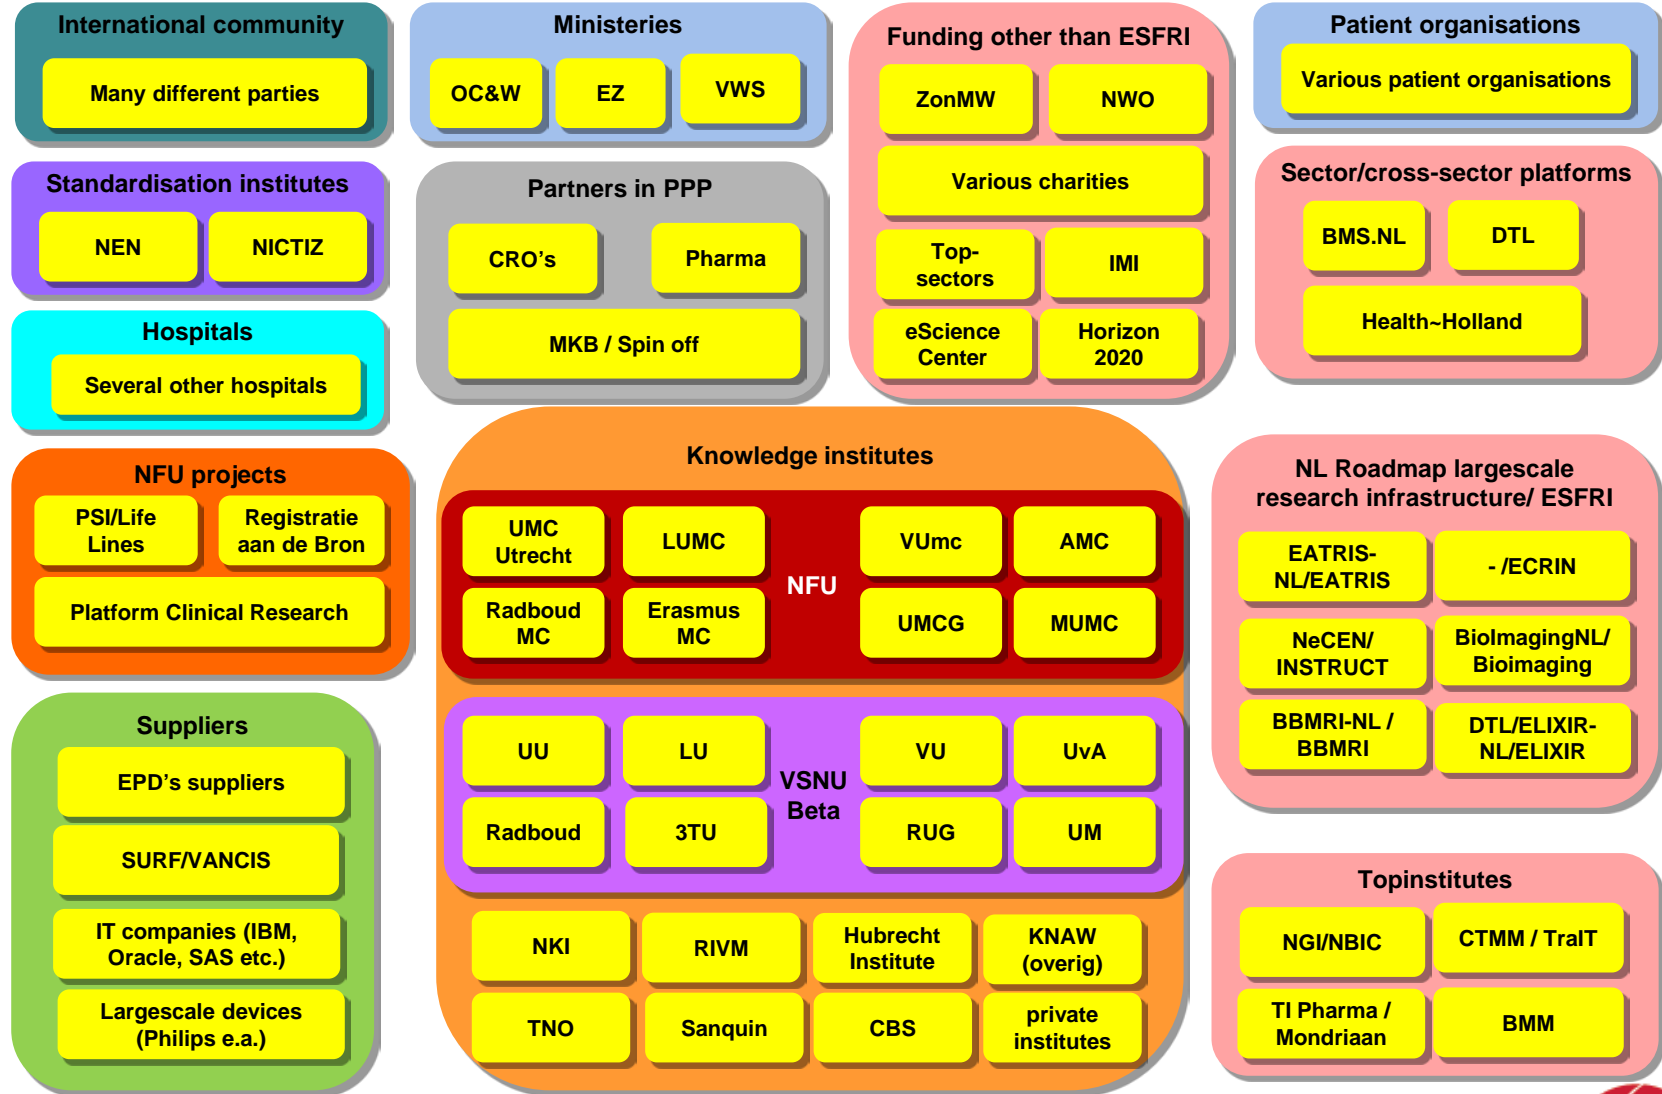 International community
Many different parties
Ministeries
OC&W
EZ
VWS
Funding other than ESFRI
ZonMW
NWO
Various charities
Top-
sectors
IMI
eScience
Center
Horizon
2020
Patient organisations
Various patient organisations
Standardisation institutes
NEN
NICTIZ
Partners in PPP
CRO's
Pharma
MKB / Spin off
Sector/cross-sector platforms
BMS.NL
DTL
Health~Holland
Hospitals
Several other hospitals
NFU projects
PSI/Life
Lines
Registratie
aan de Bron
Platform Clinical Research
Knowledge institutes
UMC
Utrecht
LUMC
VUmc
AMC
NFU
Radboud
MC
Erasmus
MC
UMCG
MUMC
UU
LU
VU
UvA
VSNU
Beta
Radboud
3TU
RUG
UM
NKI
RIVM
Hubrecht
Institute
KNAW
(overig)
TNO
Sanquin
CBS
private
institutes
NL Roadmap largescale
research infrastructure/ ESFRI
EATRIS-
NL/EATRIS
- /ECRIN
NeCEN/
INSTRUCT
BioImagingNL/
Bioimaging
BBMRI-NL /
BBMRI
DTL/ELIXIR-
NL/ELIXIR
Suppliers
EPD's suppliers
SURF/VANCIS
IT companies (IBM,
Oracle, SAS etc.)
Largescale devices
(Philips e.a.)
Topinstitutes
NGI/NBIC
CTMM / TraIT
TI Pharma /
Mondriaan
BMM